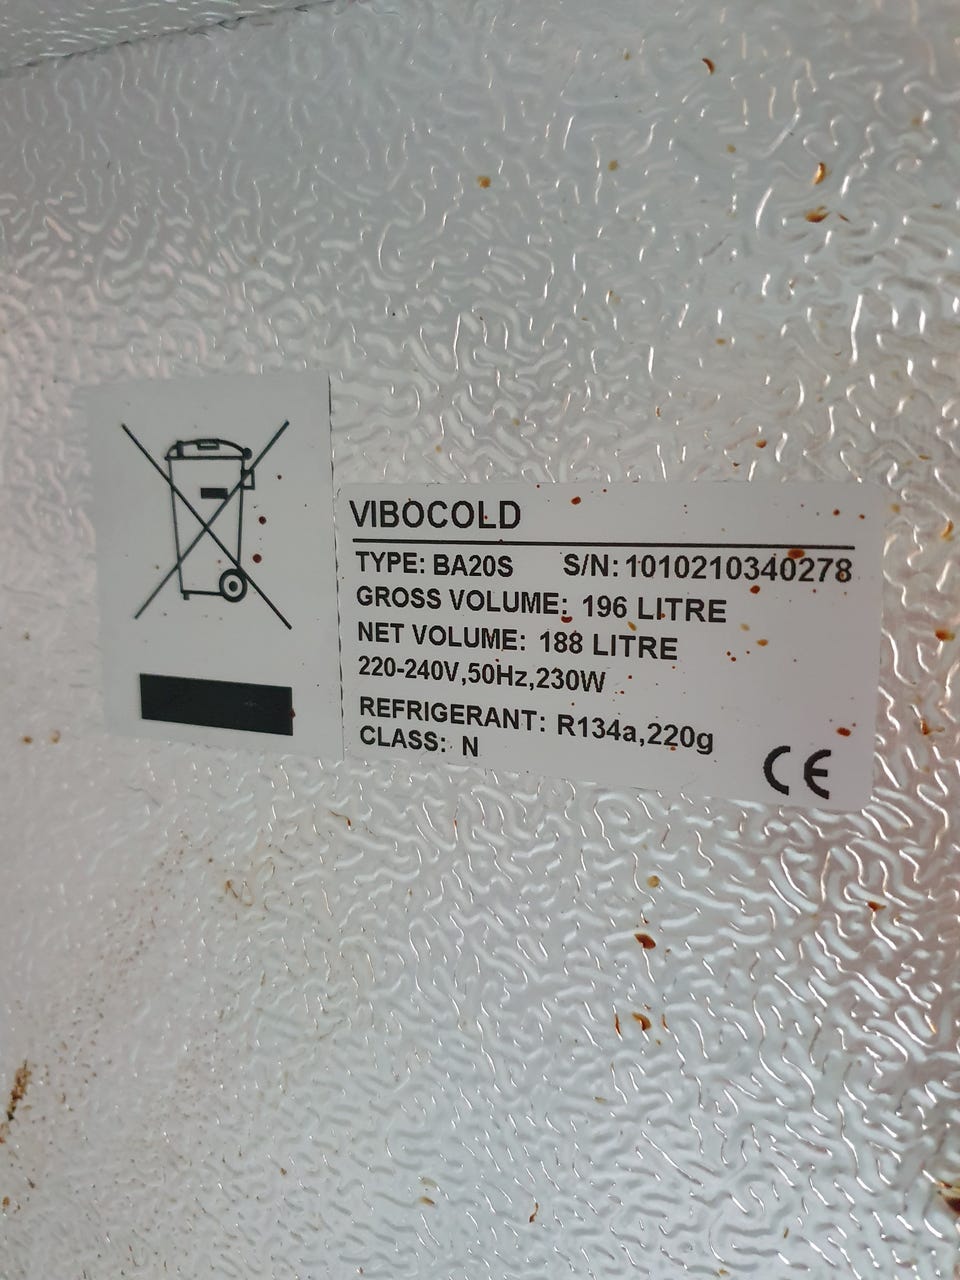 VIBOCOLD
TYPE: BA20S S/N: 1010210340278
GROSS VOLUME: 196 LITRE
NET VOLUME: 188 LITRE
220-240V,50Hz,230W
REFRIGERANT: R134a,220g
CLASS: N
CE